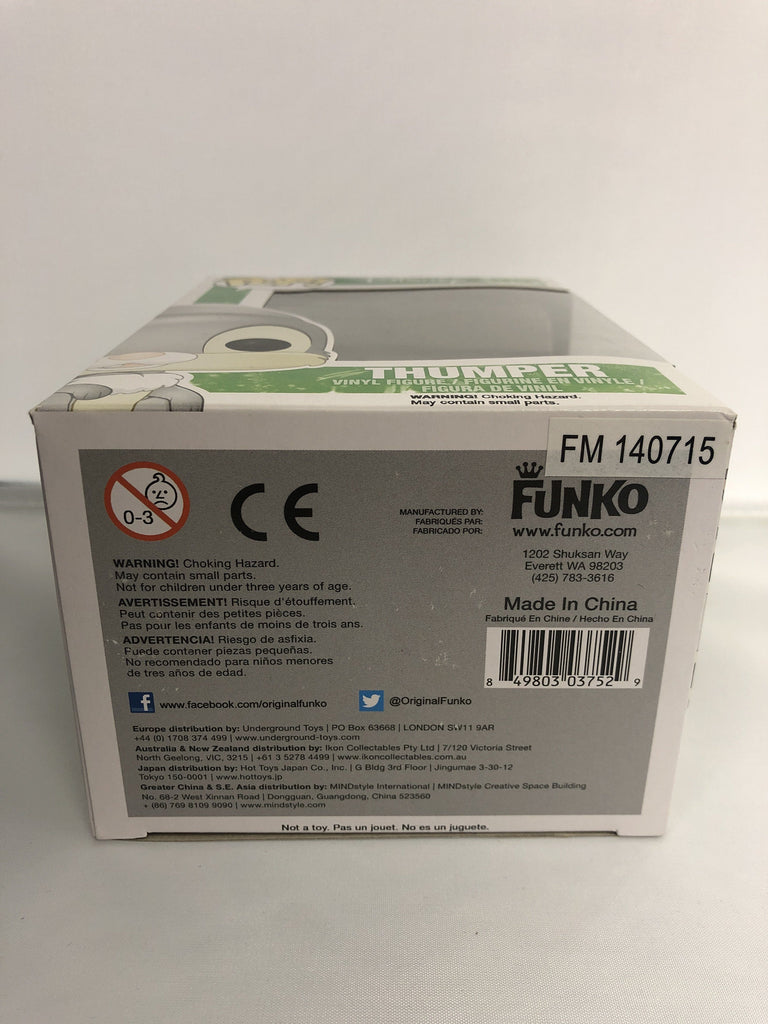 THUMPER
VINYL FIGURE / FIGURINE EN VINYLE /
FIGURA DE VINIL
WARNING! Choking Hazard.
May contain small parts.
FM 140715
0-3
CE
MANUFACTURED BY:
FABRIQUÉS PAR:
FABRICADO POR:
FUNKO
www.funko.com
1202 Shuksan Way
Everett WA 98203
(425) 783-3616
Made In China
Fabriqué En Chine / Hecho En China
8 49803 03752 9
WARNING! Choking Hazard.
May contain small parts.
Not for children under three years of age.
AVERTISSEMENT! Risque d'étouffement.
Peut contenir des petites pièces.
Pas pour les enfants de moins de trois ans.
ADVERTENCIA! Riesgo de asfixia.
Puede contener piezas pequeñas.
No recomendado para niños menores
de tres años de edad.
www.facebook.com/originalfunko
@OriginalFunko
Europe distribution by: Underground Toys | PO Box 63668 | LONDON SW11 9AR
+44 (0) 1708 374 499 | www.underground-toys.com
Australia & New Zealand distribution by: Ikon Collectables Pty Ltd | 7/120 Victoria Street
North Geelong, VIC, 3215 | +61 3 5278 4499 | www.ikoncollectables.com.au
Japan distribution by: Hot Toys Japan Co., Inc. | G Bldg 3rd Floor | Jingumae 3-30-12
Tokyo 150-0001 | www.hottoys.jp
Greater China & S.E. Asia distribution by: MINDstyle International | MINDstyle Creative Space Building
No. 68-2 West Xinnan Road | Dongguan, Guangdong, China 523560
+ (86) 769 8109 9090 | www.mindstyle.com
Not a toy. Pas un jouet. No es un juguete.